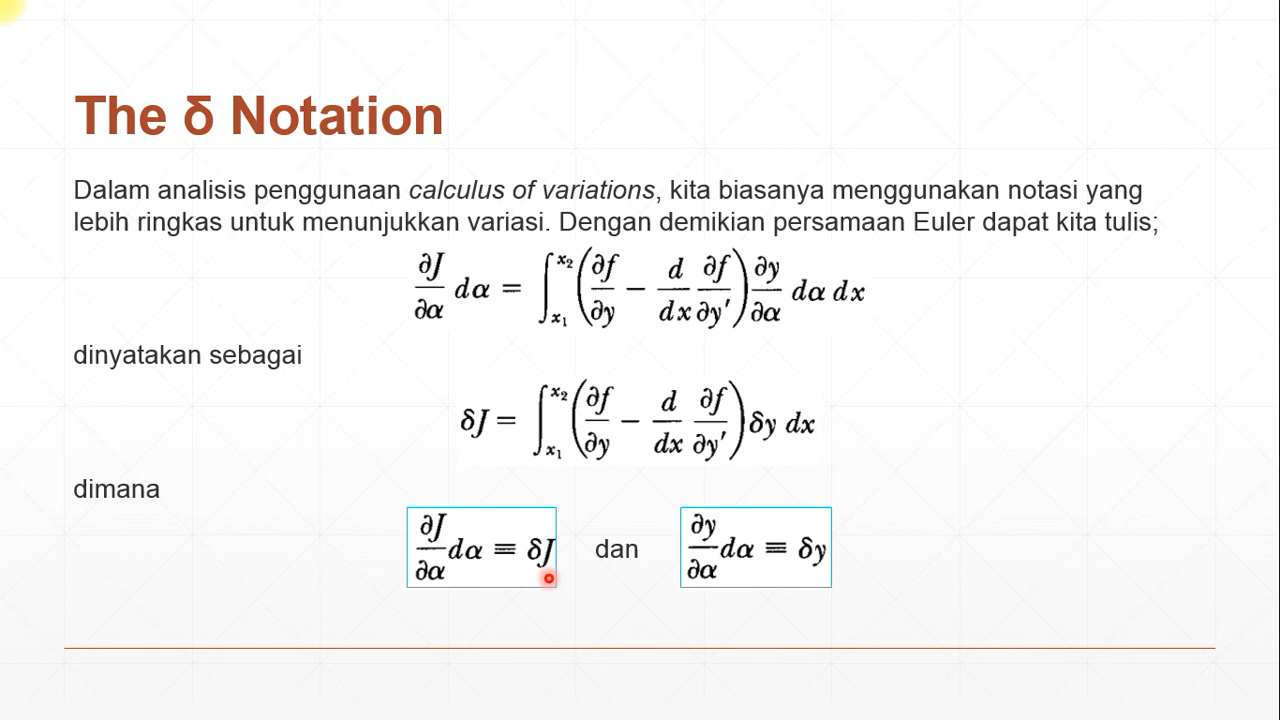 The δ Notation
Dalam analisis penggunaan calculus of variations, kita biasanya menggunakan notasi yang
lebih ringkas untuk menunjukkan variasi. Dengan demikian persamaan Euler dapat kita tulis;
∂J/∂α dα = ∫_{x₁}^{x₂} (∂f/∂y − d/dx ∂f/∂y′) ∂y/∂α dα dx
dinyatakan sebagai
δJ = ∫_{x₁}^{x₂} (∂f/∂y − d/dx ∂f/∂y′) δy dx
dimana
∂J/∂α dα ≡ δJ dan ∂y/∂α dα ≡ δy